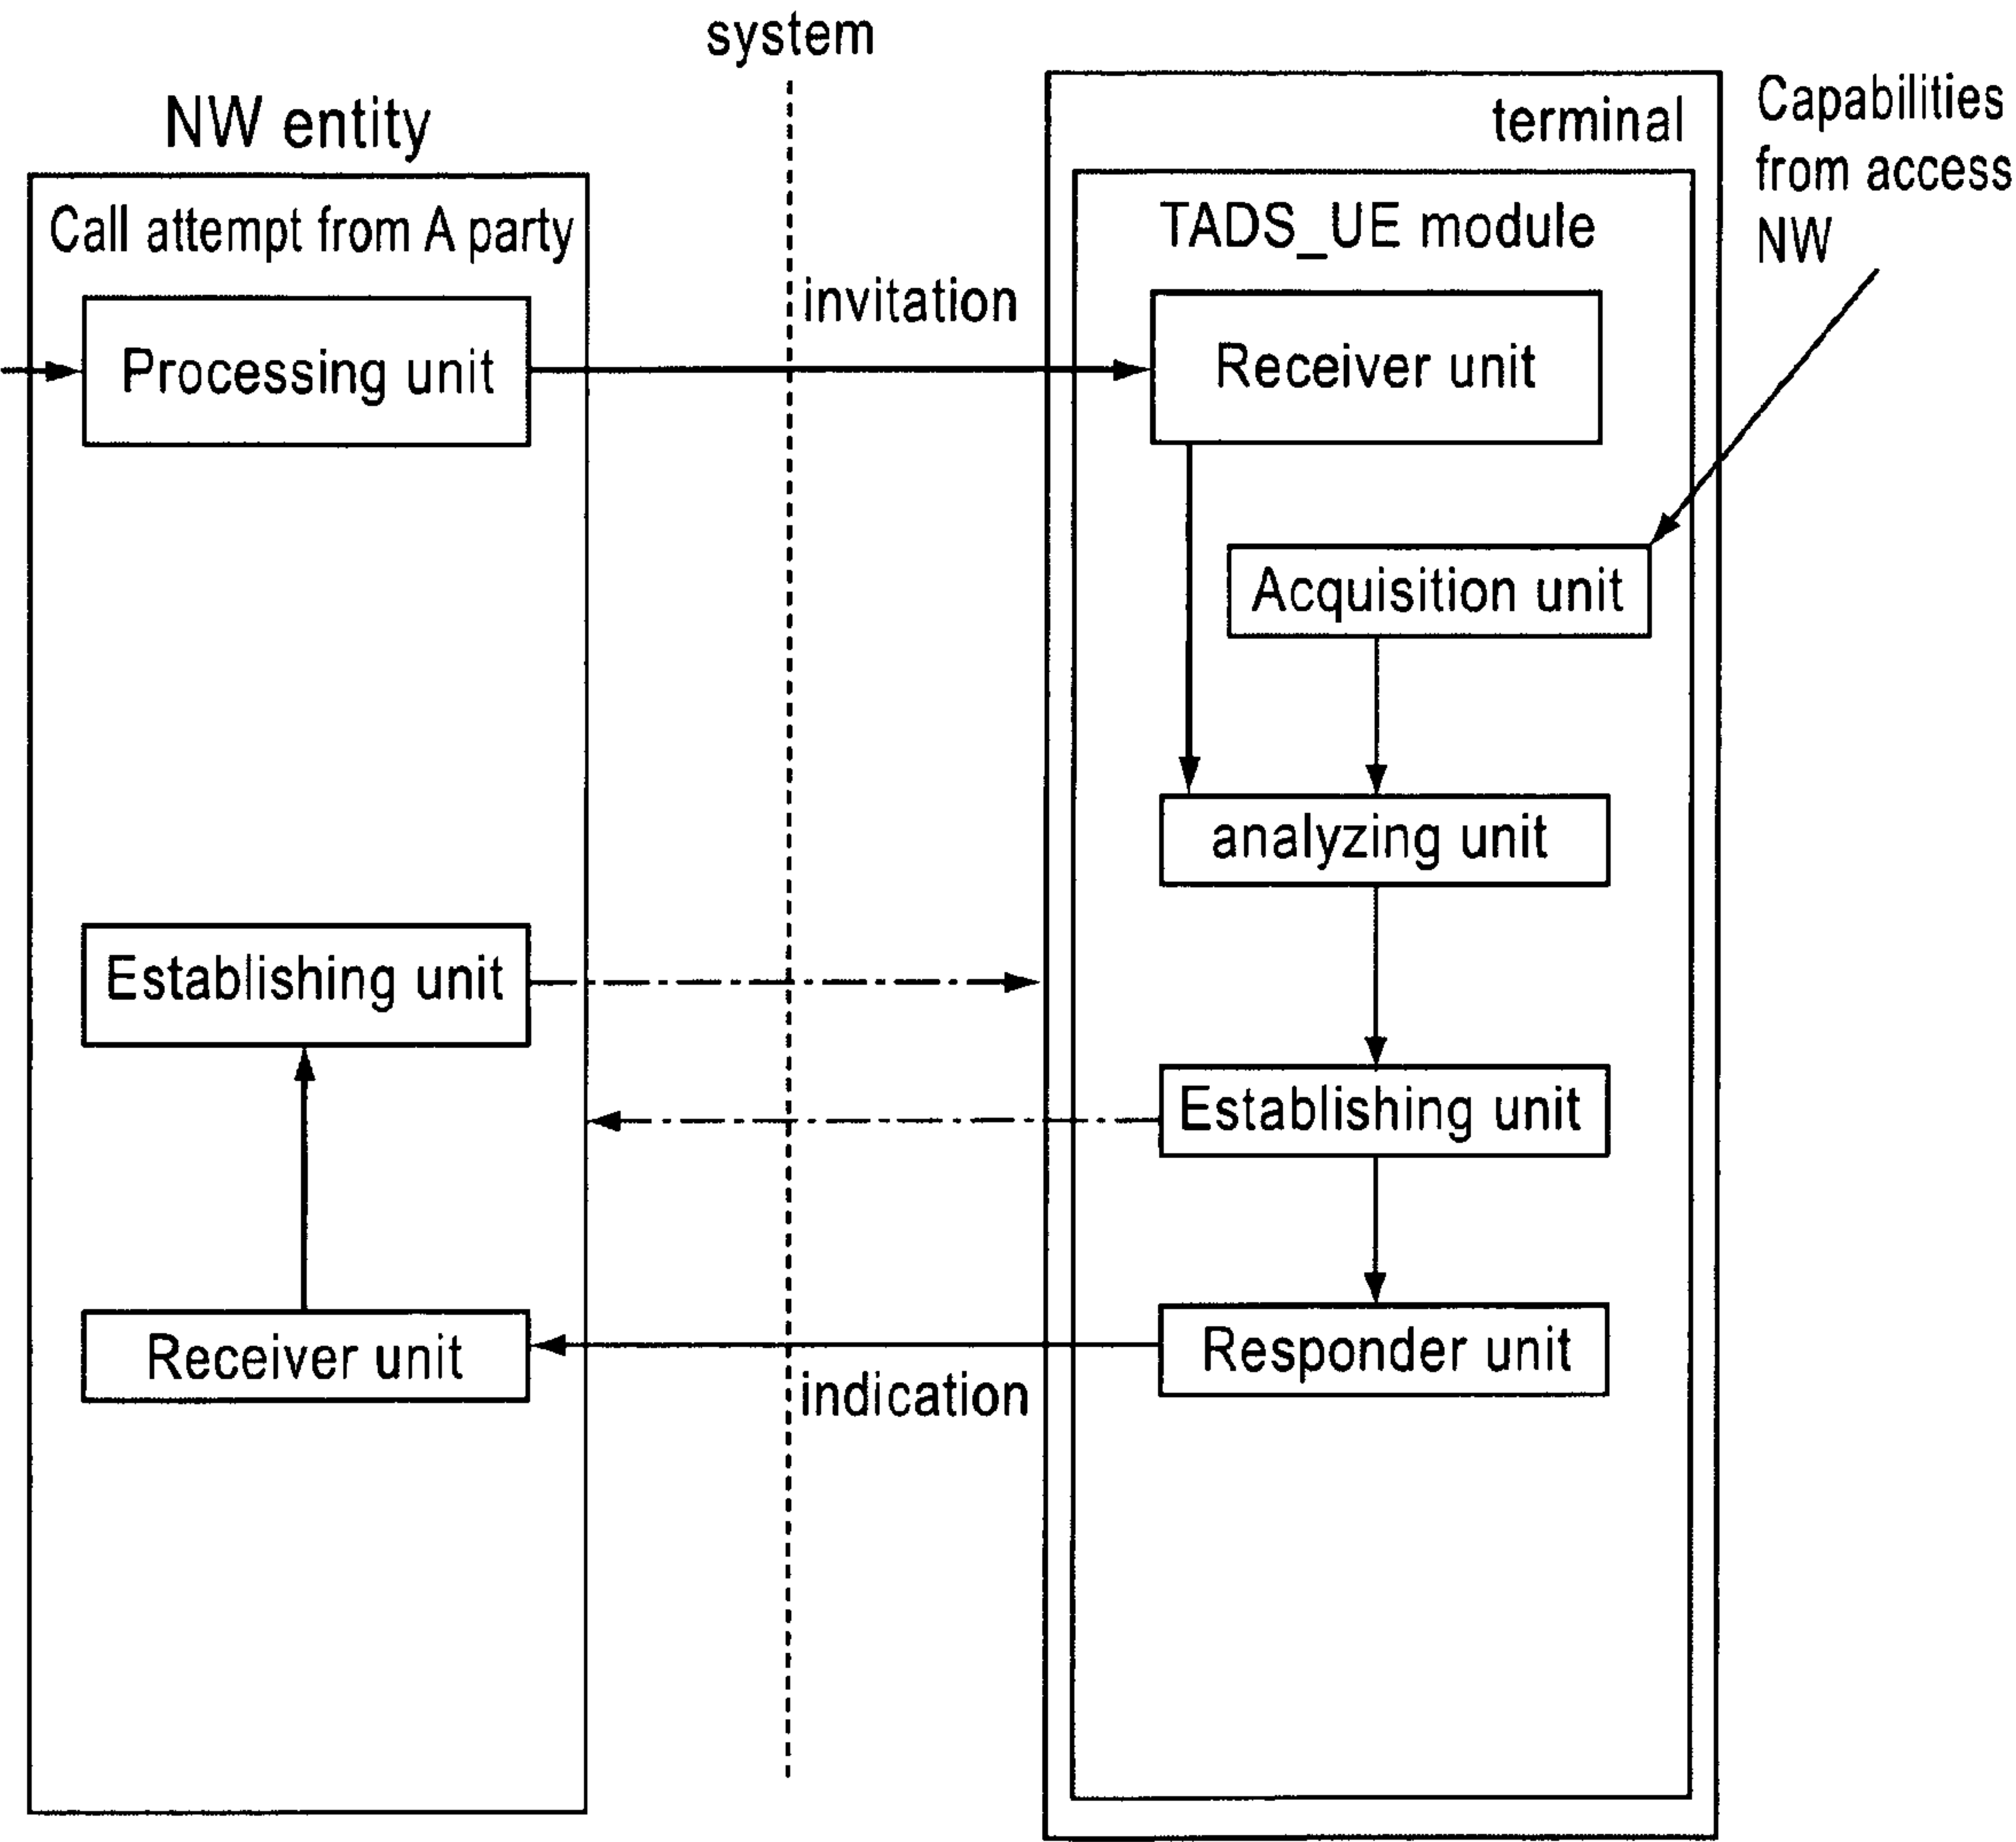 system
NW entity
terminal
Capabilities
from access
NW
Call attempt from A party
TADS_UE module
invitation
Processing unit
Receiver unit
Acquisition unit
analyzing unit
Establishing unit
Establishing unit
Receiver unit
Responder unit
indication